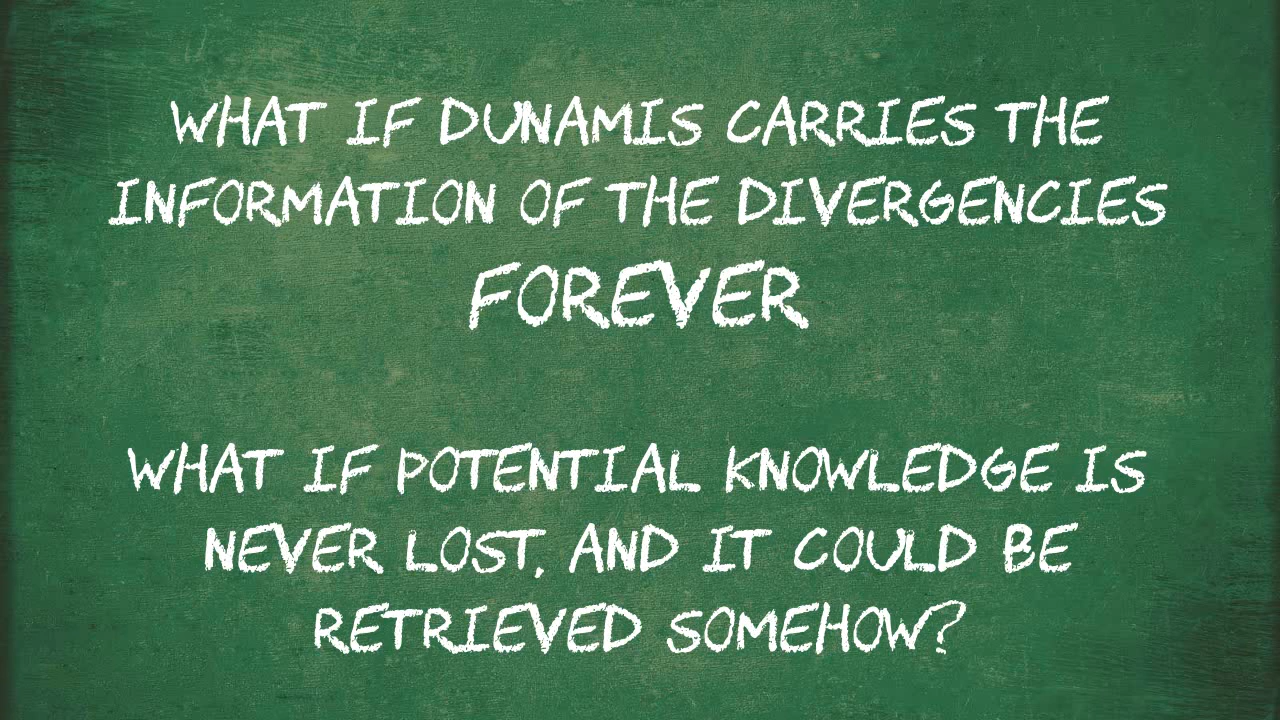 WHAT IF DUNAMIS CARRIES THE
INFORMATION OF THE DIVERGENCIES
FOREVER
WHAT IF POTENTIAL KNOWLEDGE IS
NEVER LOST, AND IT COULD BE
RETRIEVED SOMEHOW?